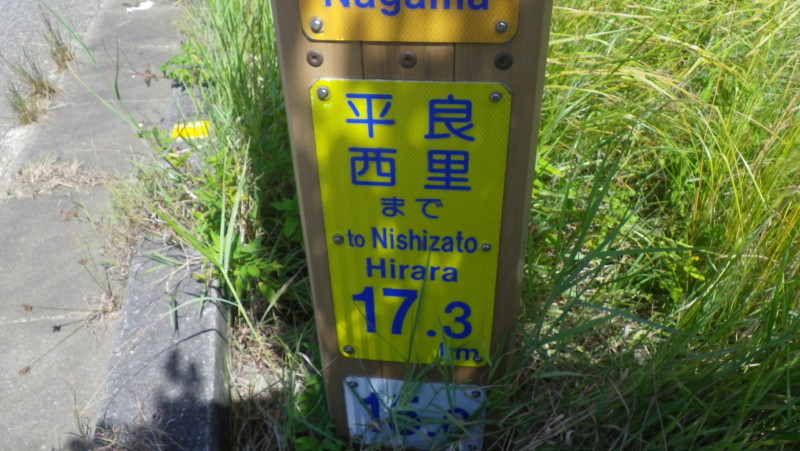 Nagama
平良
西里
まで
to Nishizato
Hirara
17.3
km